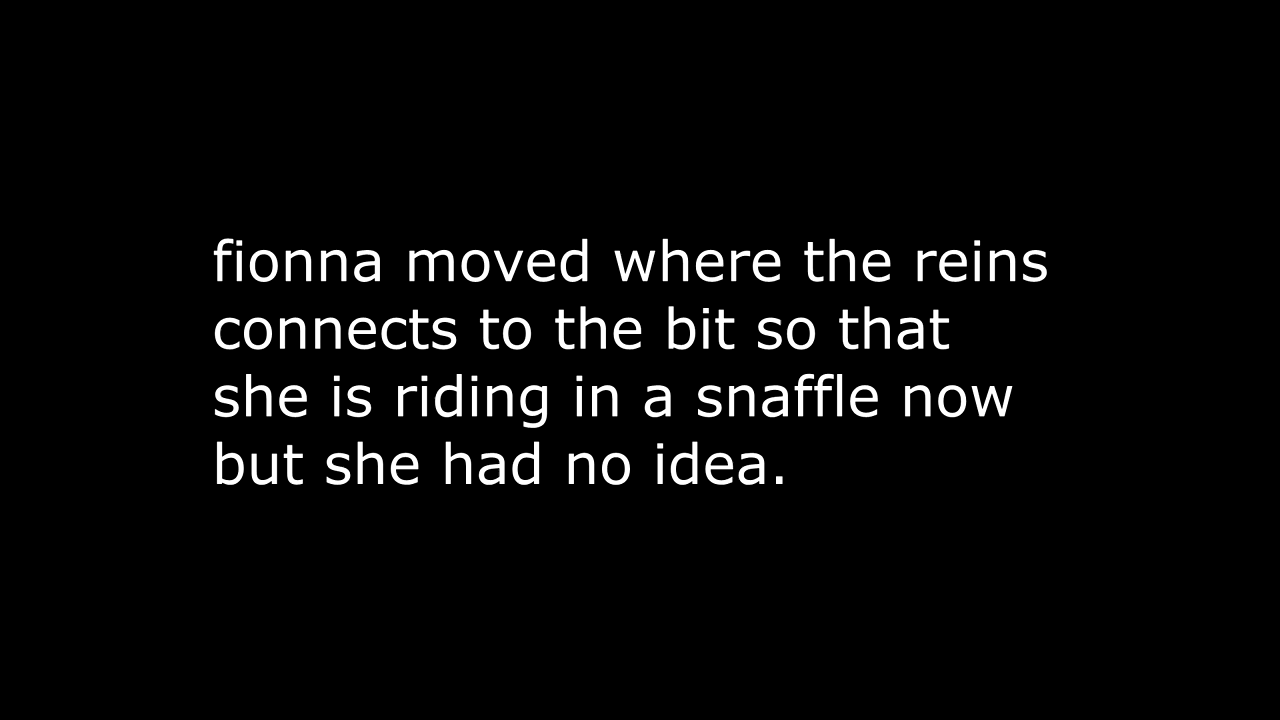 fionna moved where the reins
connects to the bit so that
she is riding in a snaffle now
but she had no idea.